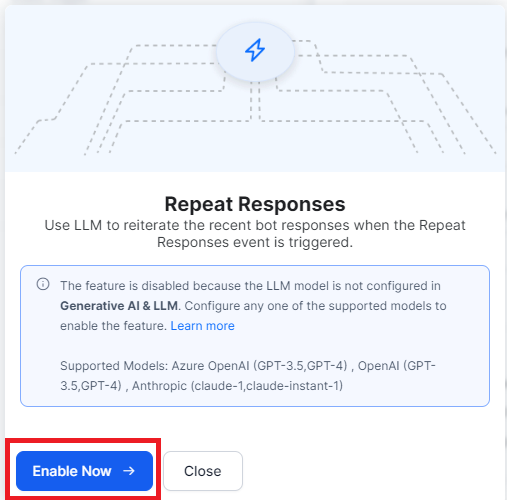 Repeat Responses
Use LLM to reiterate the recent bot responses when the Repeat
Responses event is triggered.
The feature is disabled because the LLM model is not configured in
Generative AI & LLM. Configure any one of the supported models to
enable the feature. Learn more
Supported Models: Azure OpenAI (GPT-3.5,GPT-4) , OpenAI (GPT-
3.5,GPT-4) , Anthropic (claude-1,claude-instant-1)
Enable Now →
Close